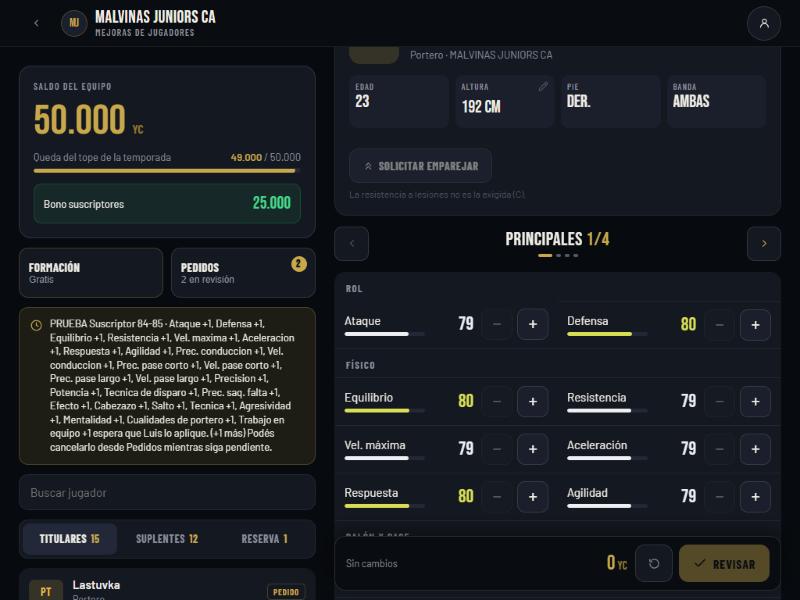 NJ
MALVINAS JUNIORS CA
MEJORAS DE JUGADORES
SALDO DEL EQUIPO
50.000 YC
Queda del tope de la temporada 49.000 / 50.000
Bono suscriptores 25.000
FORMACIÓN
Gratis
PEDIDOS
2 en revisión
2
PRUEBA Suscriptor 84-85 · Ataque +1, Defensa +1,
Equilibrio +1, Resistencia +1, Vel. maxima +1, Aceleracion
+1, Respuesta +1, Agilidad +1, Prec. conduccion +1, Vel.
conduccion +1, Prec. pase corto +1, Vel. pase corto +1,
Prec. pase largo +1, Vel. pase largo +1, Precision +1,
Potencia +1, Tecnica de disparo +1, Prec. saq. falta +1,
Efecto +1, Cabezazo +1, Salto +1, Tecnica +1, Agresividad
+1, Mentalidad +1, Cualidades de portero +1, Trabajo en
equipo +1 espera que Luis lo aplique. (+1 más) Podés
cancelarlo desde Pedidos mientras siga pendiente.
Buscar jugador
TITULARES 15 SUPLENTES 12 RESERVA 1
PT
Lastuvka
Portero
PEDIDO
Portero · MALVINAS JUNIORS CA
EDAD
23
ALTURA
192 CM
PIE
DER.
BANDA
AMBAS
SOLICITAR EMPAREJAR
La resistencia a lesiones no es la exigida (C).
PRINCIPALES 1/4
ROL
Ataque 79 − +
Defensa 80 − +
FÍSICO
Equilibrio 80 − +
Resistencia 79 − +
Vel. máxima 79 − +
Aceleración 79 − +
Respuesta 80 − +
Agilidad 79 − +
Sin cambios 0 YC
REVISAR